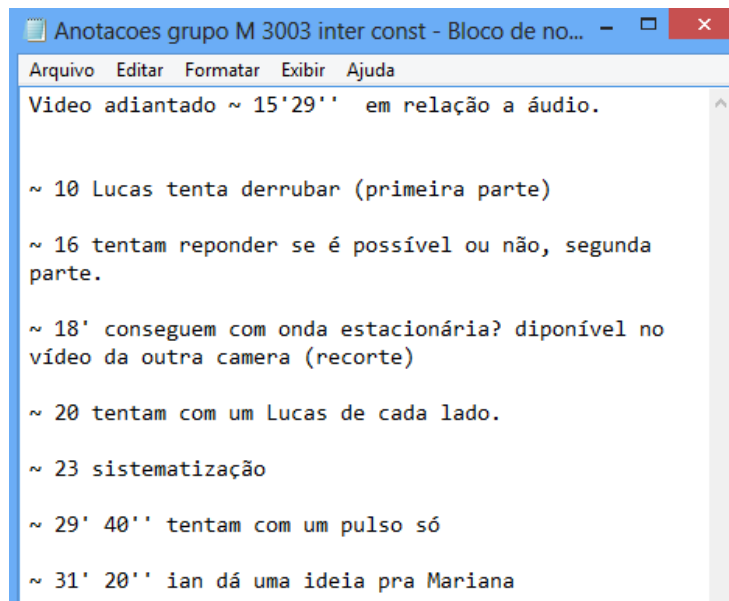 Anotacoes grupo M 3003 inter const - Bloco de no...
Arquivo Editar Formatar Exibir Ajuda
Video adiantado ~ 15'29'' em relação a áudio.
~ 10 Lucas tenta derrubar (primeira parte)
~ 16 tentam reponder se é possível ou não, segunda
parte.
~ 18' conseguem com onda estacionária? diponível no
vídeo da outra camera (recorte)
~ 20 tentam com um Lucas de cada lado.
~ 23 sistematização
~ 29' 40'' tentam com um pulso só
~ 31' 20'' ian dá uma ideia pra Mariana